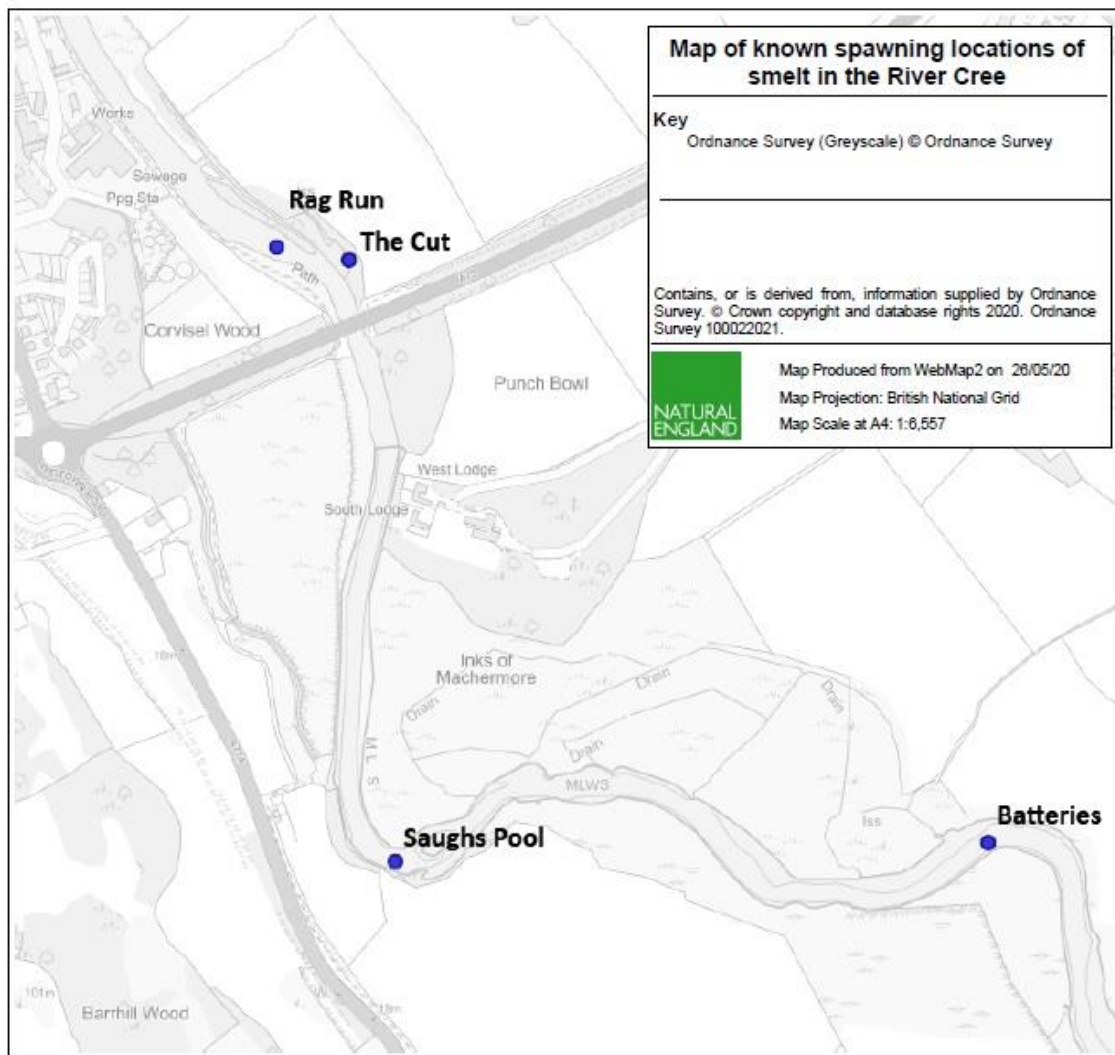 Map of known spawning locations of
smelt in the River Cree
Key
Ordnance Survey (Greyscale) © Ordnance Survey
Contains, or is derived from, information supplied by Ordnance
Survey. © Crown copyright and database rights 2020. Ordnance
Survey 100022021.
NATURAL
ENGLAND
Map Produced from WebMap2 on 26/05/20
Map Projection: British National Grid
Map Scale at A4: 1:6,557
Works
Sewage
Ppg Sta
Rag Run
The Cut
Path
Corvisel Wood
Punch Bowl
West Lodge
South Lodge
Inks of
Machermore
Drain
Drain
Drain
Drain
MLWS
Iss
Batteries
Saughs Pool
Barrhill Wood
18m
18m
101m